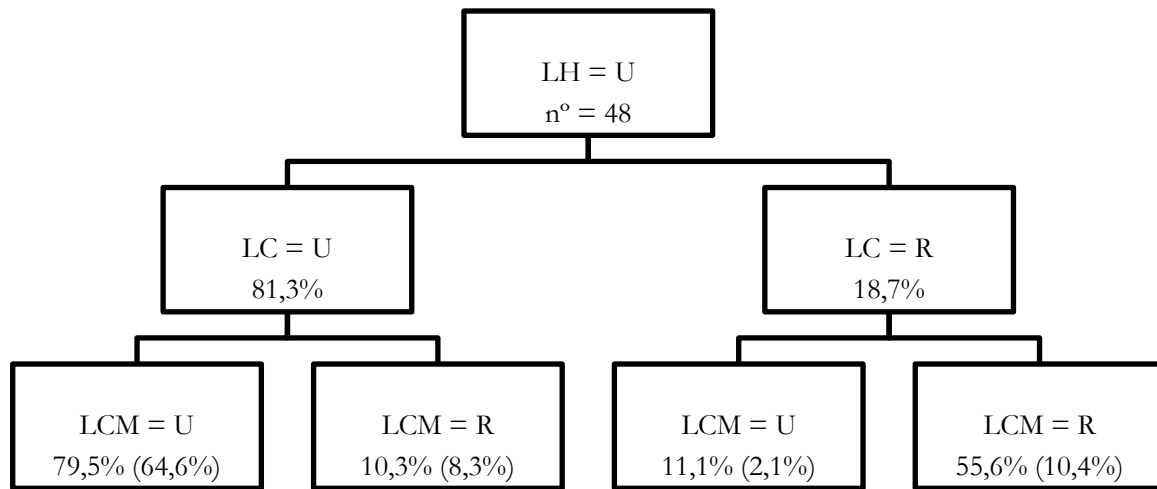 LH = U
nº = 48
LC = U
81,3%
LC = R
18,7%
LCM = U
79,5% (64,6%)
LCM = R
10,3% (8,3%)
LCM = U
11,1% (2,1%)
LCM = R
55,6% (10,4%)